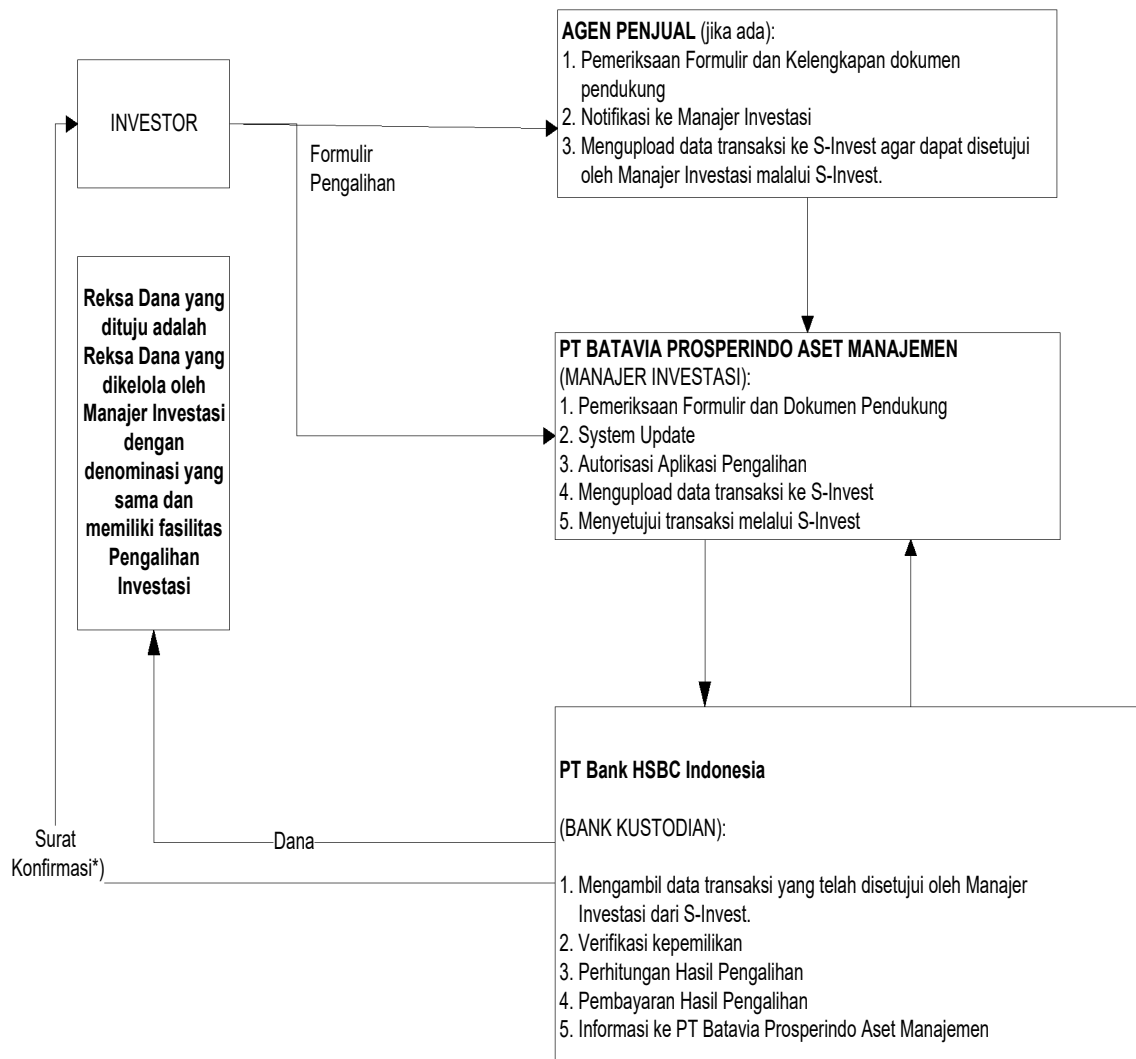 AGEN PENJUAL (jika ada):
1. Pemeriksaan Formulir dan Kelengkapan dokumen
pendukung
2. Notifikasi ke Manajer Investasi
3. Mengupload data transaksi ke S-Invest agar dapat disetujui
oleh Manajer Investasi malalui S-Invest.
INVESTOR
Formulir
Pengalihan
Reksa Dana yang
dituju adalah
Reksa Dana yang
dikelola oleh
Manajer Investasi
dengan
denominasi yang
sama dan
memiliki fasilitas
Pengalihan
Investasi
PT BATAVIA PROSPERINDO ASET MANAJEMEN
(MANAJER INVESTASI):
1. Pemeriksaan Formulir dan Dokumen Pendukung
2. System Update
3. Autorisasi Aplikasi Pengalihan
4. Mengupload data transaksi ke S-Invest
5. Menyetujui transaksi melalui S-Invest
PT Bank HSBC Indonesia
(BANK KUSTODIAN):
1. Mengambil data transaksi yang telah disetujui oleh Manajer
Investasi dari S-Invest.
2. Verifikasi kepemilikan
3. Perhitungan Hasil Pengalihan
4. Pembayaran Hasil Pengalihan
5. Informasi ke PT Batavia Prosperindo Aset Manajemen
Dana
Surat
Konfirmasi*)